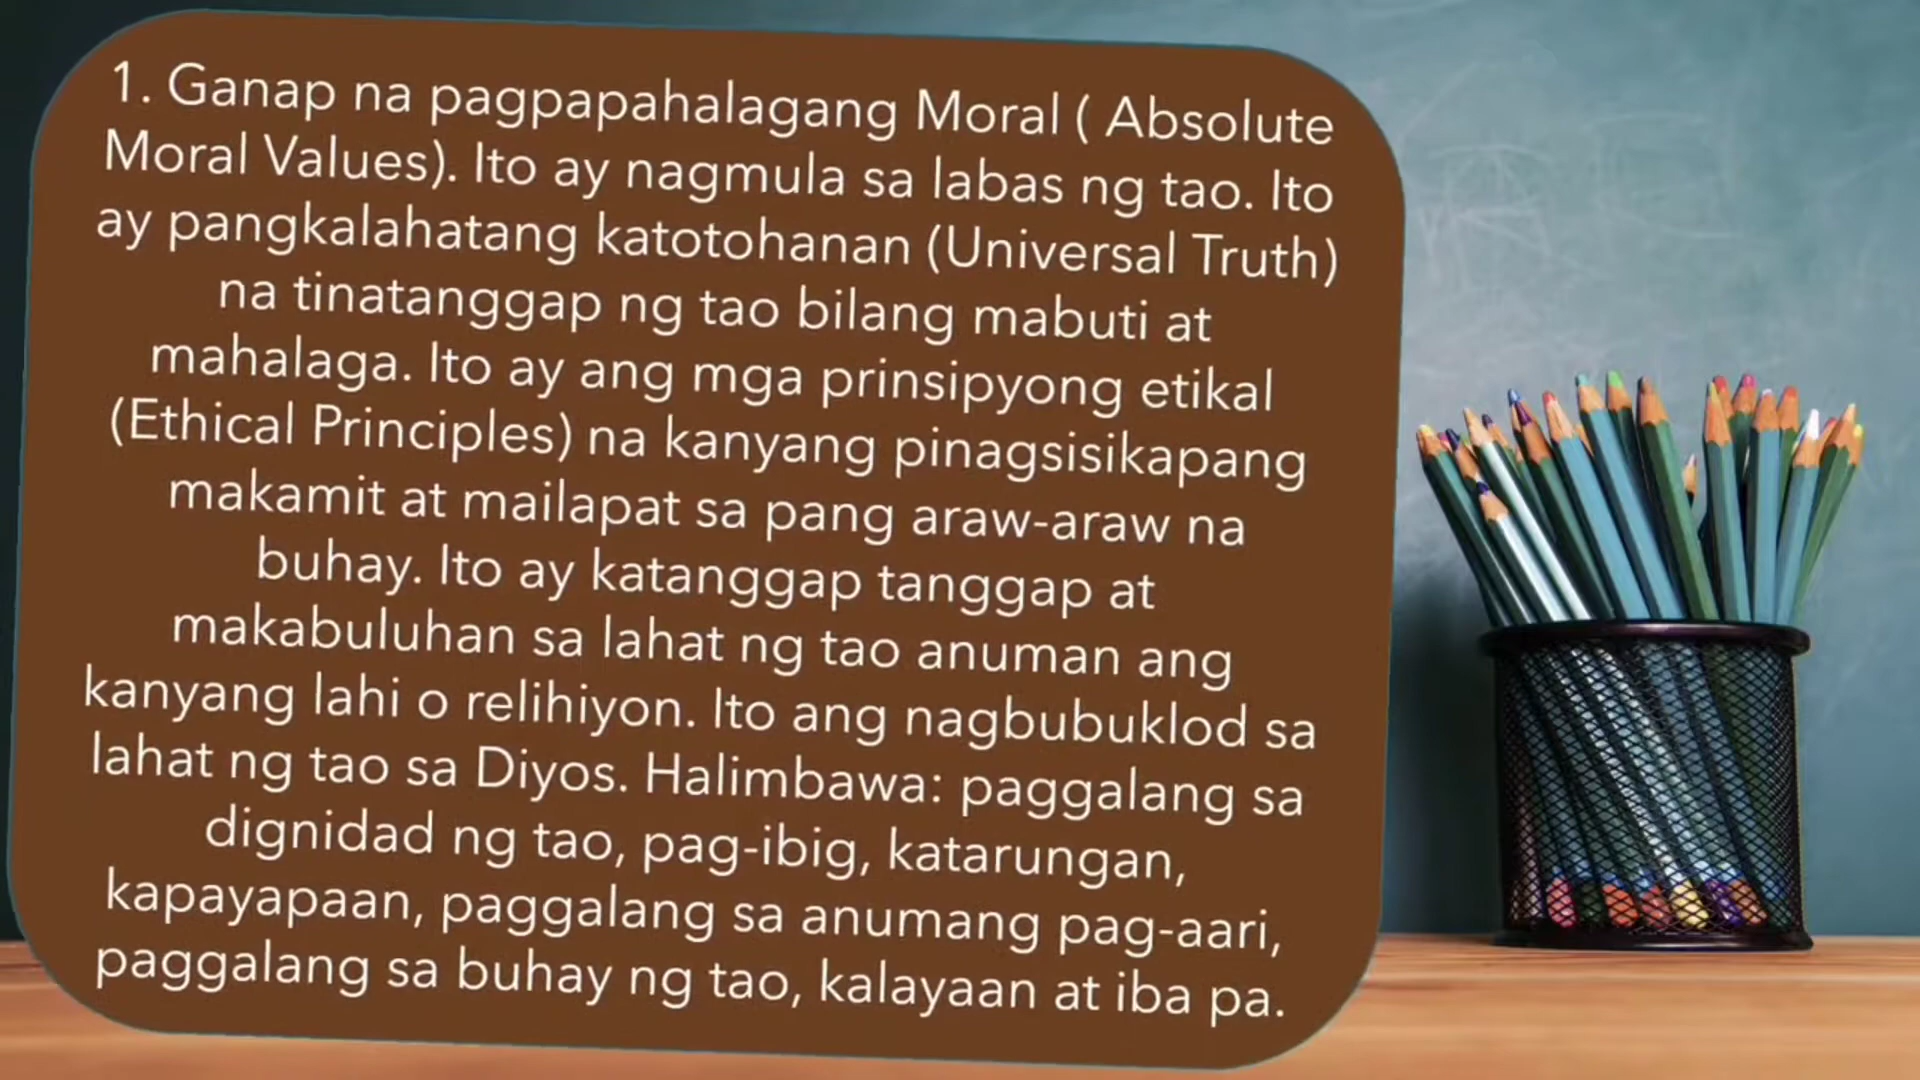 1. Ganap na pagpapahalagang Moral ( Absolute
Moral Values). Ito ay nagmula sa labas ng tao. Ito
ay pangkalahatang katotohanan (Universal Truth)
na tinatanggap ng tao bilang mabuti at
mahalaga. Ito ay ang mga prinsipyong etikal
(Ethical Principles) na kanyang pinagsisikapang
makamit at mailapat sa pang araw-araw na
buhay. Ito ay katanggap tanggap at
makabuluhan sa lahat ng tao anuman ang
kanyang lahi o relihiyon. Ito ang nagbubuklod sa
lahat ng tao sa Diyos. Halimbawa: paggalang sa
dignidad ng tao, pag-ibig, katarungan,
kapayapaan, paggalang sa anumang pag-aari,
paggalang sa buhay ng tao, kalayaan at iba pa.